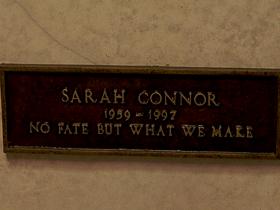 SARAH CONNOR
1959 - 1997
NO FATE BUT WHAT WE MAKE